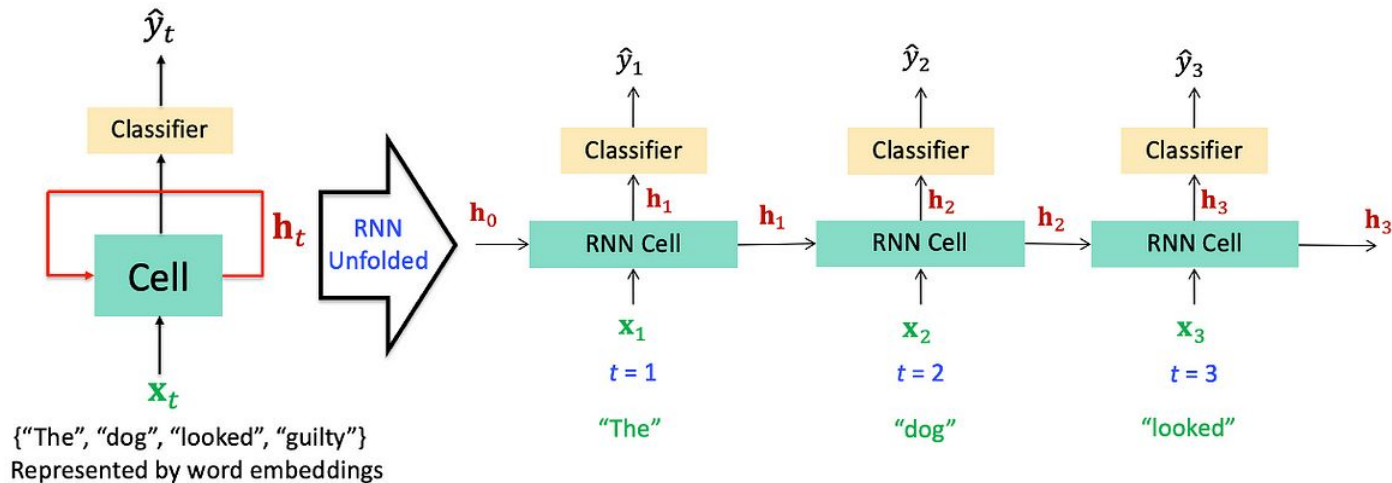 ŷₜ
Classifier
hₜ
Cell
xₜ
{“The”, “dog”, “looked”, “guilty”}
Represented by word embeddings
RNN
Unfolded
ŷ₁ ŷ₂ ŷ₃
Classifier Classifier Classifier
h₁ h₂ h₃
h₀ RNN Cell h₁ RNN Cell h₂ RNN Cell h₃
x₁ x₂ x₃
t = 1 t = 2 t = 3
“The” “dog” “looked”